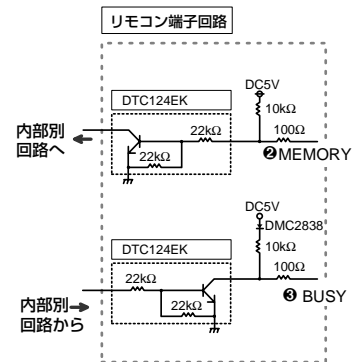 リモコン端子回路
DC5V
DTC124EK
10kΩ
内部別
回路へ
22kΩ
100Ω
22kΩ
❷MEMORY
DC5V
DMC2838
DTC124EK
10kΩ
22kΩ
100Ω
22kΩ
❸ BUSY
内部別
回路から